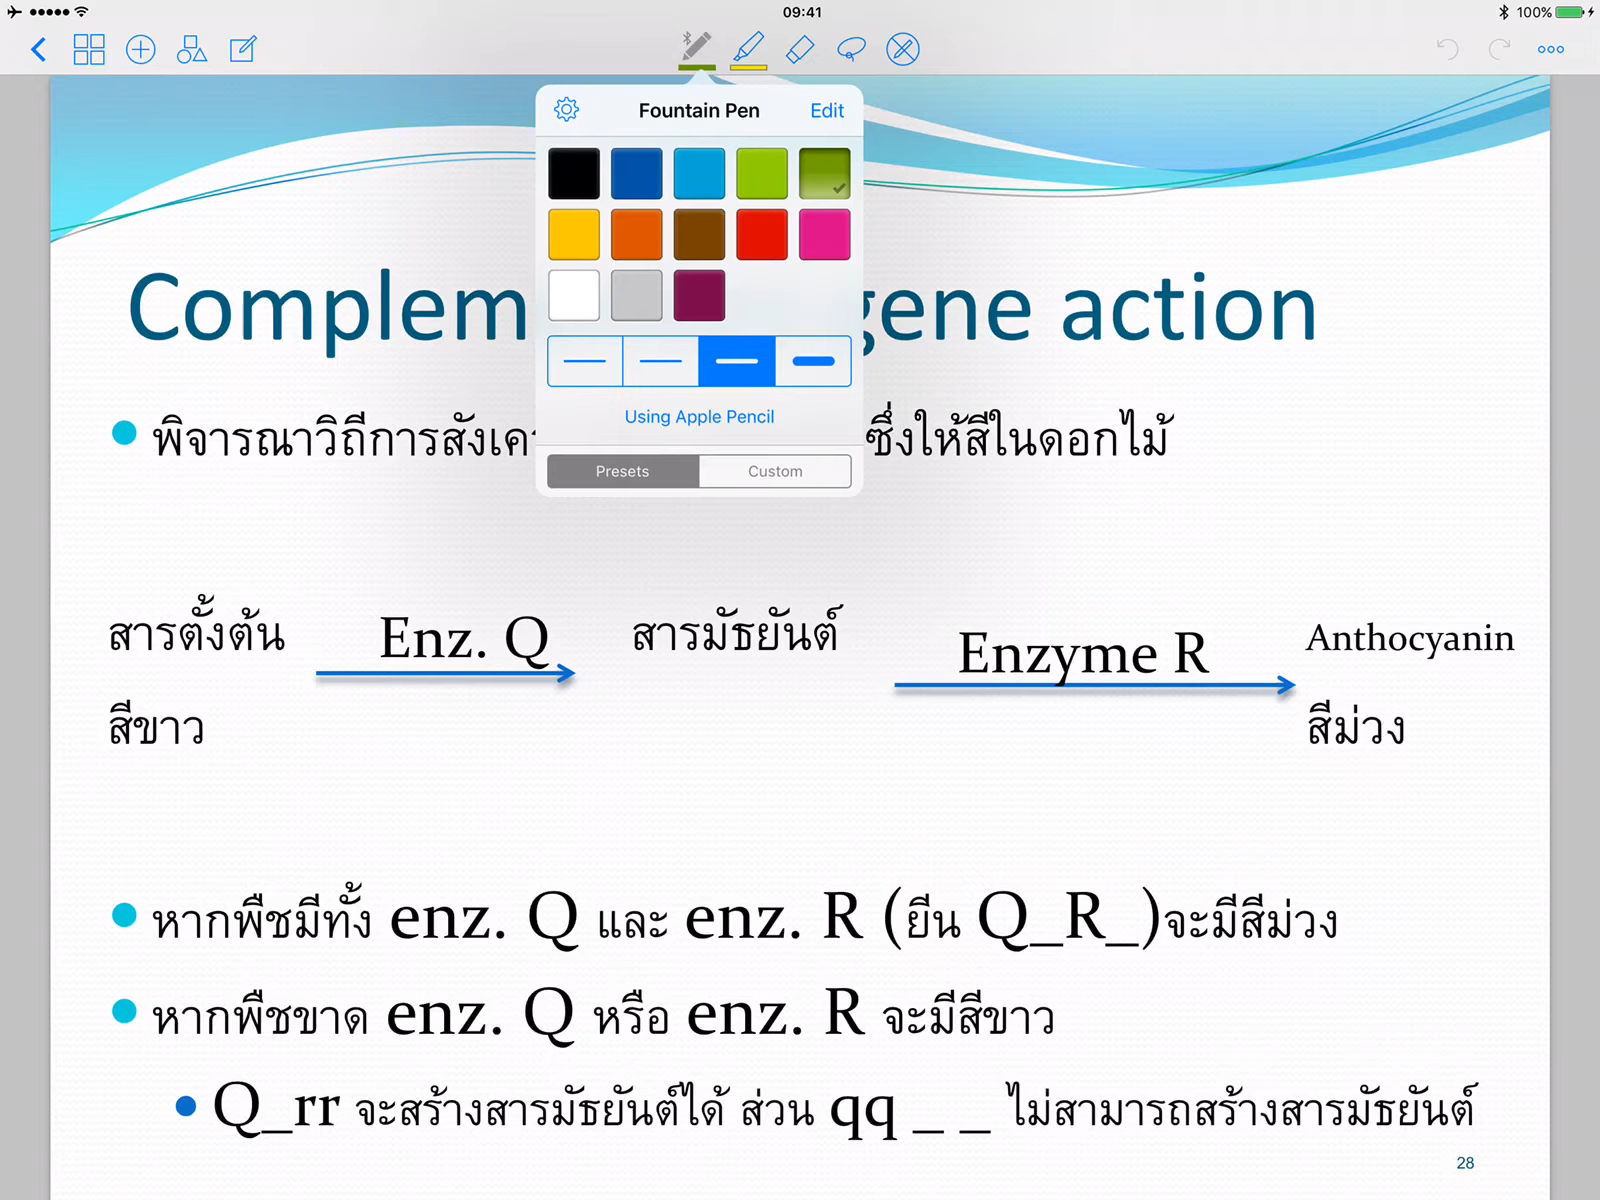 09:41
100%
Fountain Pen
Edit
gene action
พิจารณาวิถีการ
ซึ่งให้สีในดอกไม้
Using Apple Pencil
Presets
Custom
สารตั้งต้น
Enz. Q
สารมัธยันต์
Enzyme R
Anthocyanin
สีขาว
สีม่วง
หากพืชมีทั้ง enz. Q และ enz. R (ยีน Q_R_)จะมีสีม่วง
หากพืชขาด enz. Q หรือ enz. R จะมีสีขาว
Q_rr จะสร้างสารมัธยันต์ได้ ส่วน qq _ _ ไม่สามารถสร้างสารมัธยันต์
28